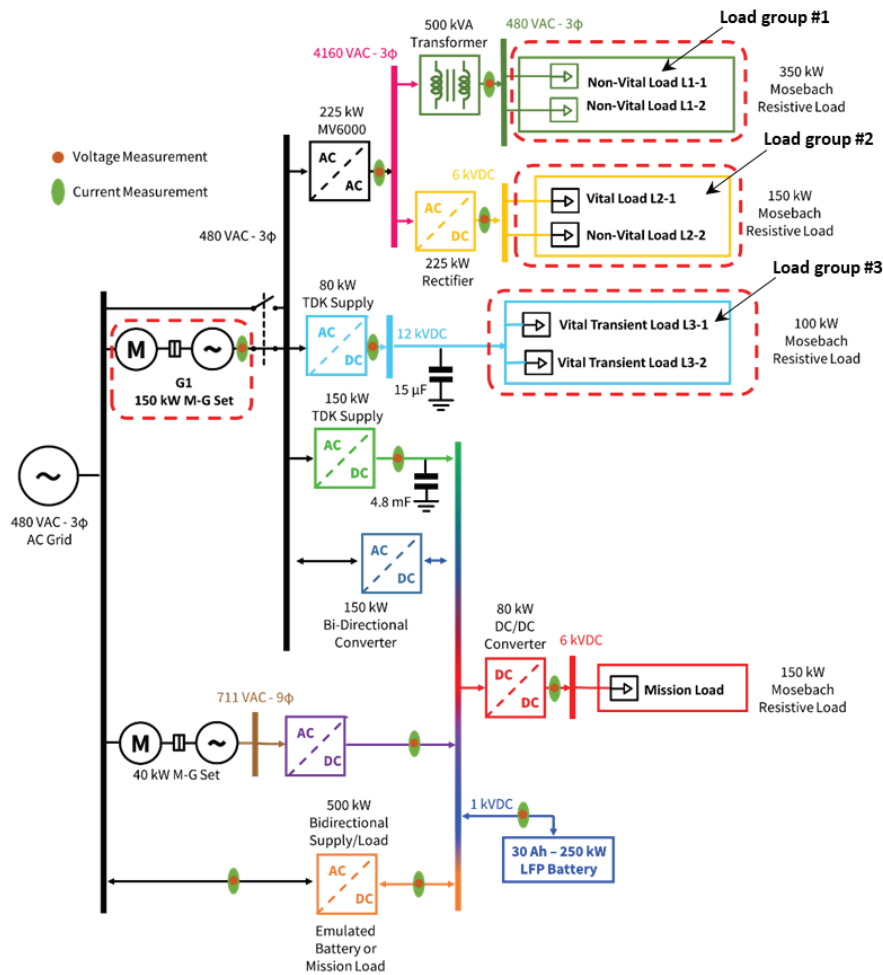 Load group #1
500 kVA
Transformer
480 VAC - 3ϕ
4160 VAC - 3ϕ
Non-Vital Load L1-1
Non-Vital Load L1-2
350 kW
Mosebach
Resistive Load
225 kW
MV6000
AC
AC
Voltage Measurement
Current Measurement
Load group #2
6 kVDC
Vital Load L2-1
Non-Vital Load L2-2
150 kW
Mosebach
Resistive Load
AC
DC
225 kW
Rectifier
480 VAC - 3ϕ
Load group #3
80 kW
TDK Supply
AC
DC
12 kVDC
Vital Transient Load L3-1
Vital Transient Load L3-2
100 kW
Mosebach
Resistive Load
15 µF
M
~
G1
150 kW M-G Set
150 kW
TDK Supply
AC
DC
4.8 mF
~
480 VAC - 3ϕ
AC Grid
AC
DC
150 kW
Bi-Directional
Converter
80 kW
DC/DC
Converter
6 kVDC
DC
DC
Mission Load
150 kW
Mosebach
Resistive Load
711 VAC - 9ϕ
M
~
40 kW M-G Set
AC
DC
1 kVDC
30 Ah – 250 kW
LFP Battery
500 kW
Bidirectional
Supply/Load
AC
DC
Emulated
Battery or
Mission Load